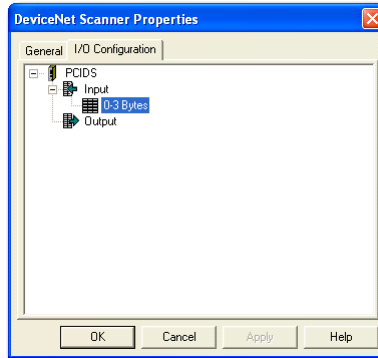 DeviceNet Scanner Properties
General I/O Configuration
PCIDS
Input
0-3 Bytes
Output
OK Cancel Apply Help